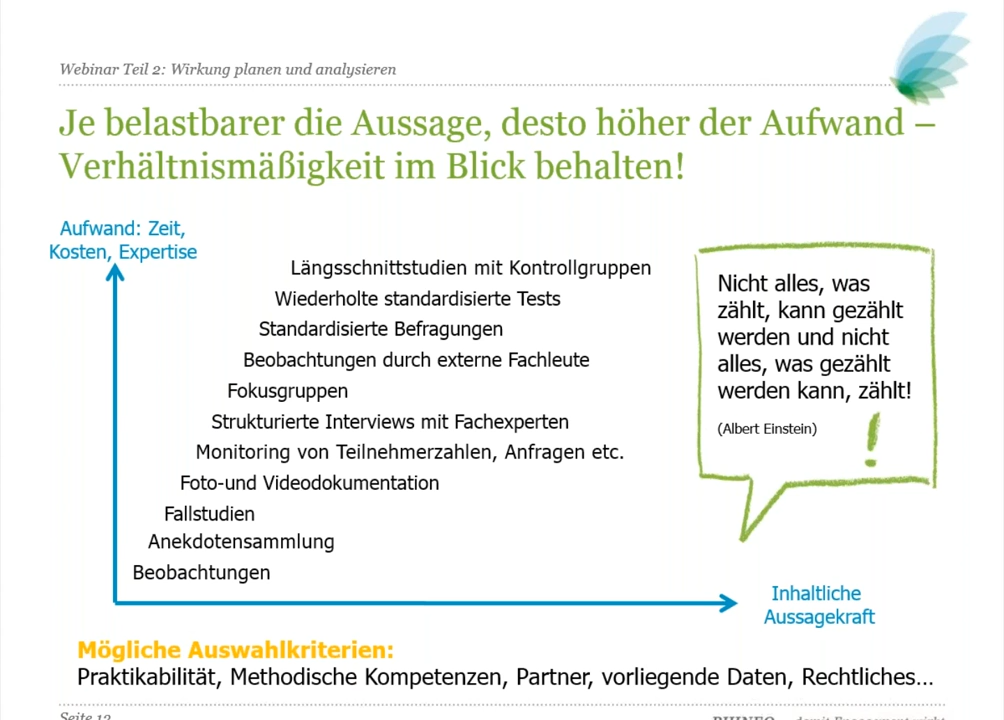 Webinar Teil 2: Wirkung planen und analysieren
Je belastbarer die Aussage, desto höher der Aufwand –
Verhältnismäßigkeit im Blick behalten!
Aufwand: Zeit,
Kosten, Expertise
Längsschnittstudien mit Kontrollgruppen
Wiederholte standardisierte Tests
Standardisierte Befragungen
Beobachtungen durch externe Fachleute
Fokusgruppen
Strukturierte Interviews mit Fachexperten
Monitoring von Teilnehmerzahlen, Anfragen etc.
Foto-und Videodokumentation
Fallstudien
Anekdotensammlung
Beobachtungen
Nicht alles, was
zählt, kann gezählt
werden und nicht
alles, was gezählt
werden kann, zählt!
(Albert Einstein)
!
Inhaltliche
Aussagekraft
Mögliche Auswahlkriterien:
Praktikabilität, Methodische Kompetenzen, Partner, vorliegende Daten, Rechtliches...
Seite 12